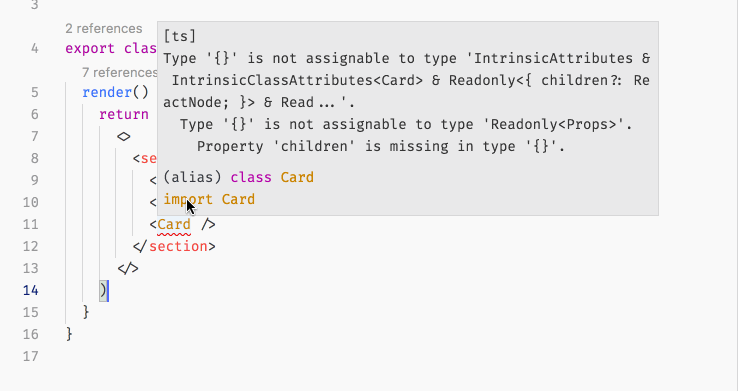 3
2 references
4 export clas
7 references
5 render()
6 return
7 <>
8 <se
9 <
10 <
11 <Card />
12 </section>
13 </>
14 )
15 }
16 }
17
[ts]
Type '{}' is not assignable to type 'IntrinsicAttributes &
IntrinsicClassAttributes<Card> & Readonly<{ children?: Re
actNode; }> & Read...'.
Type '{}' is not assignable to type 'Readonly<Props>'.
Property 'children' is missing in type '{}'.
(alias) class Card
import Card